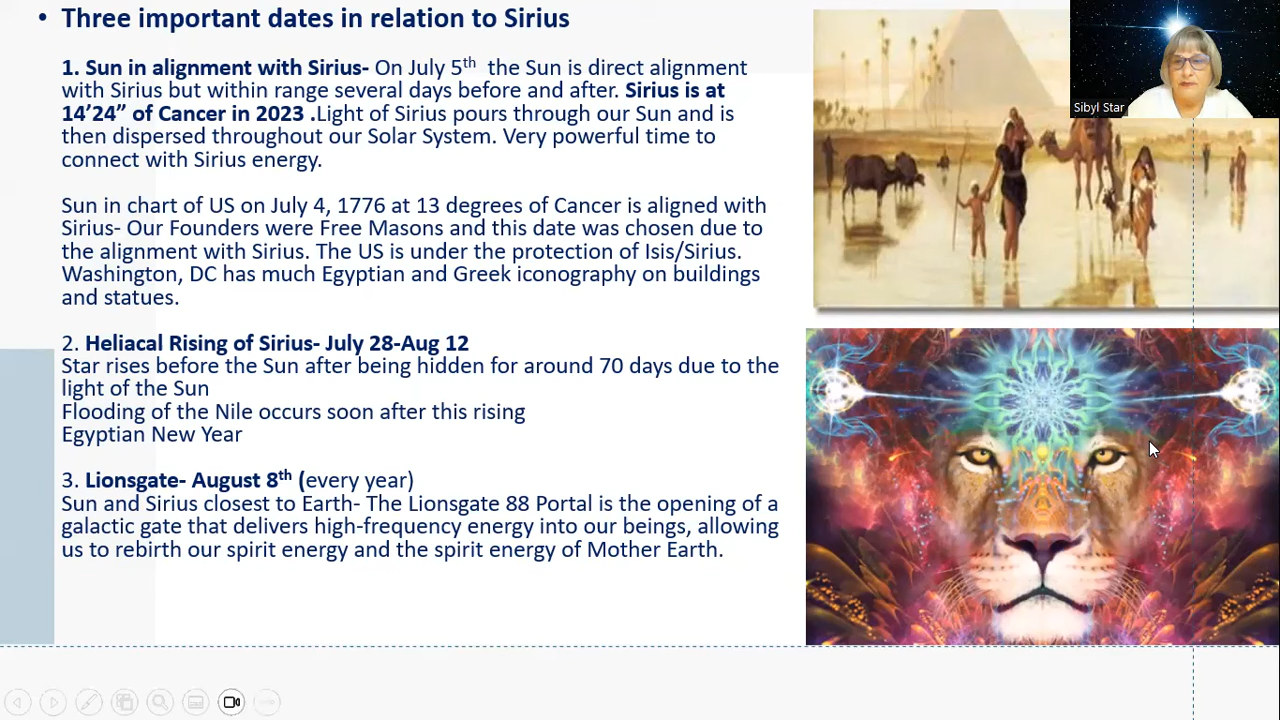 • Three important dates in relation to Sirius
1. Sun in alignment with Sirius- On July 5th the Sun is direct alignment
with Sirius but within range several days before and after. Sirius is at
14’24” of Cancer in 2023 .Light of Sirius pours through our Sun and is
then dispersed throughout our Solar System. Very powerful time to
connect with Sirius energy.
Sun in chart of US on July 4, 1776 at 13 degrees of Cancer is aligned with
Sirius- Our Founders were Free Masons and this date was chosen due to
the alignment with Sirius. The US is under the protection of Isis/Sirius.
Washington, DC has much Egyptian and Greek iconography on buildings
and statues.
2. Heliacal Rising of Sirius- July 28-Aug 12
Star rises before the Sun after being hidden for around 70 days due to the
light of the Sun
Flooding of the Nile occurs soon after this rising
Egyptian New Year
3. Lionsgate- August 8th (every year)
Sun and Sirius closest to Earth- The Lionsgate 88 Portal is the opening of a
galactic gate that delivers high-frequency energy into our beings, allowing
us to rebirth our spirit energy and the spirit energy of Mother Earth.
Sibyl Star